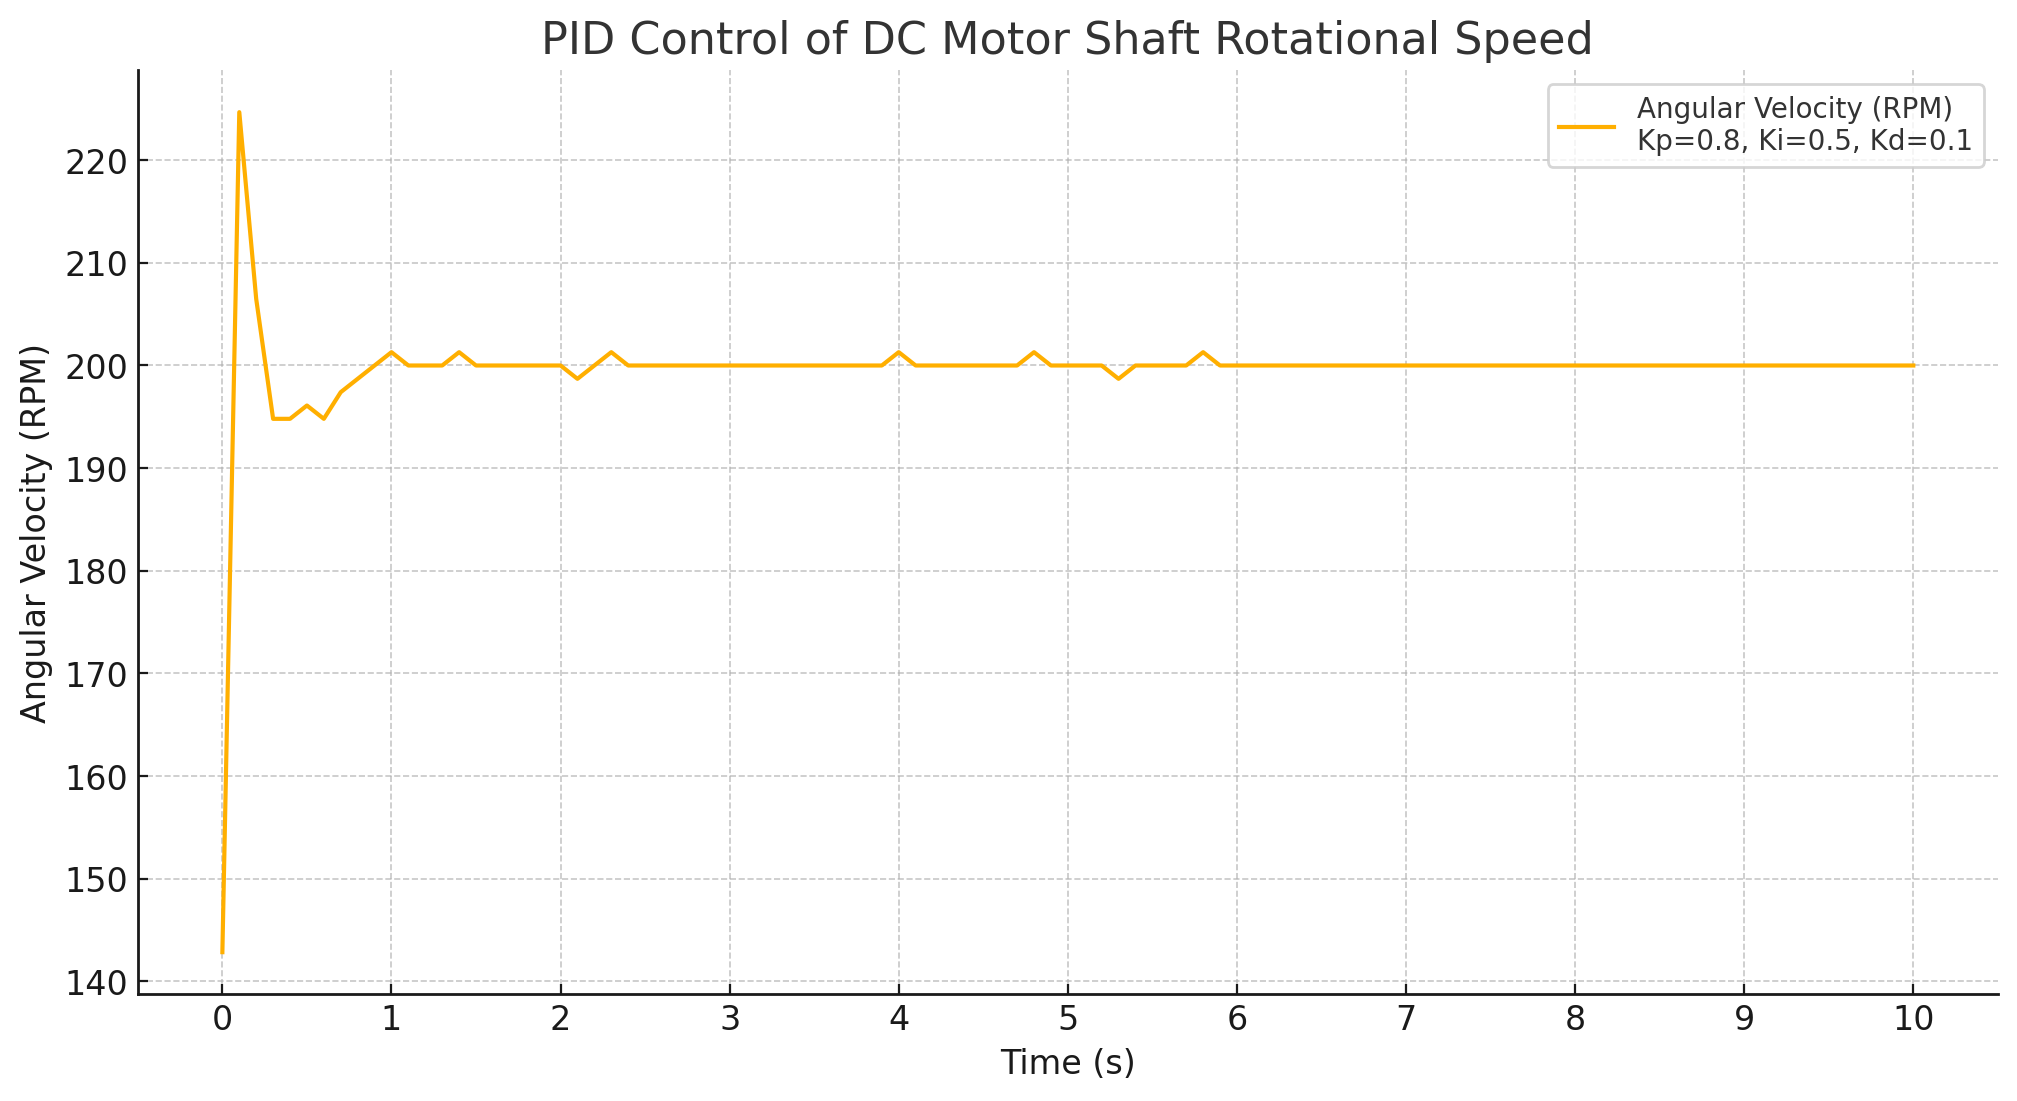 PID Control of DC Motor Shaft Rotational Speed
Angular Velocity (RPM)
Kp=0.8, Ki=0.5, Kd=0.1
220
210
200
190
180
170
160
150
140
Angular Velocity (RPM)
0 1 2 3 4 5 6 7 8 9 10
Time (s)